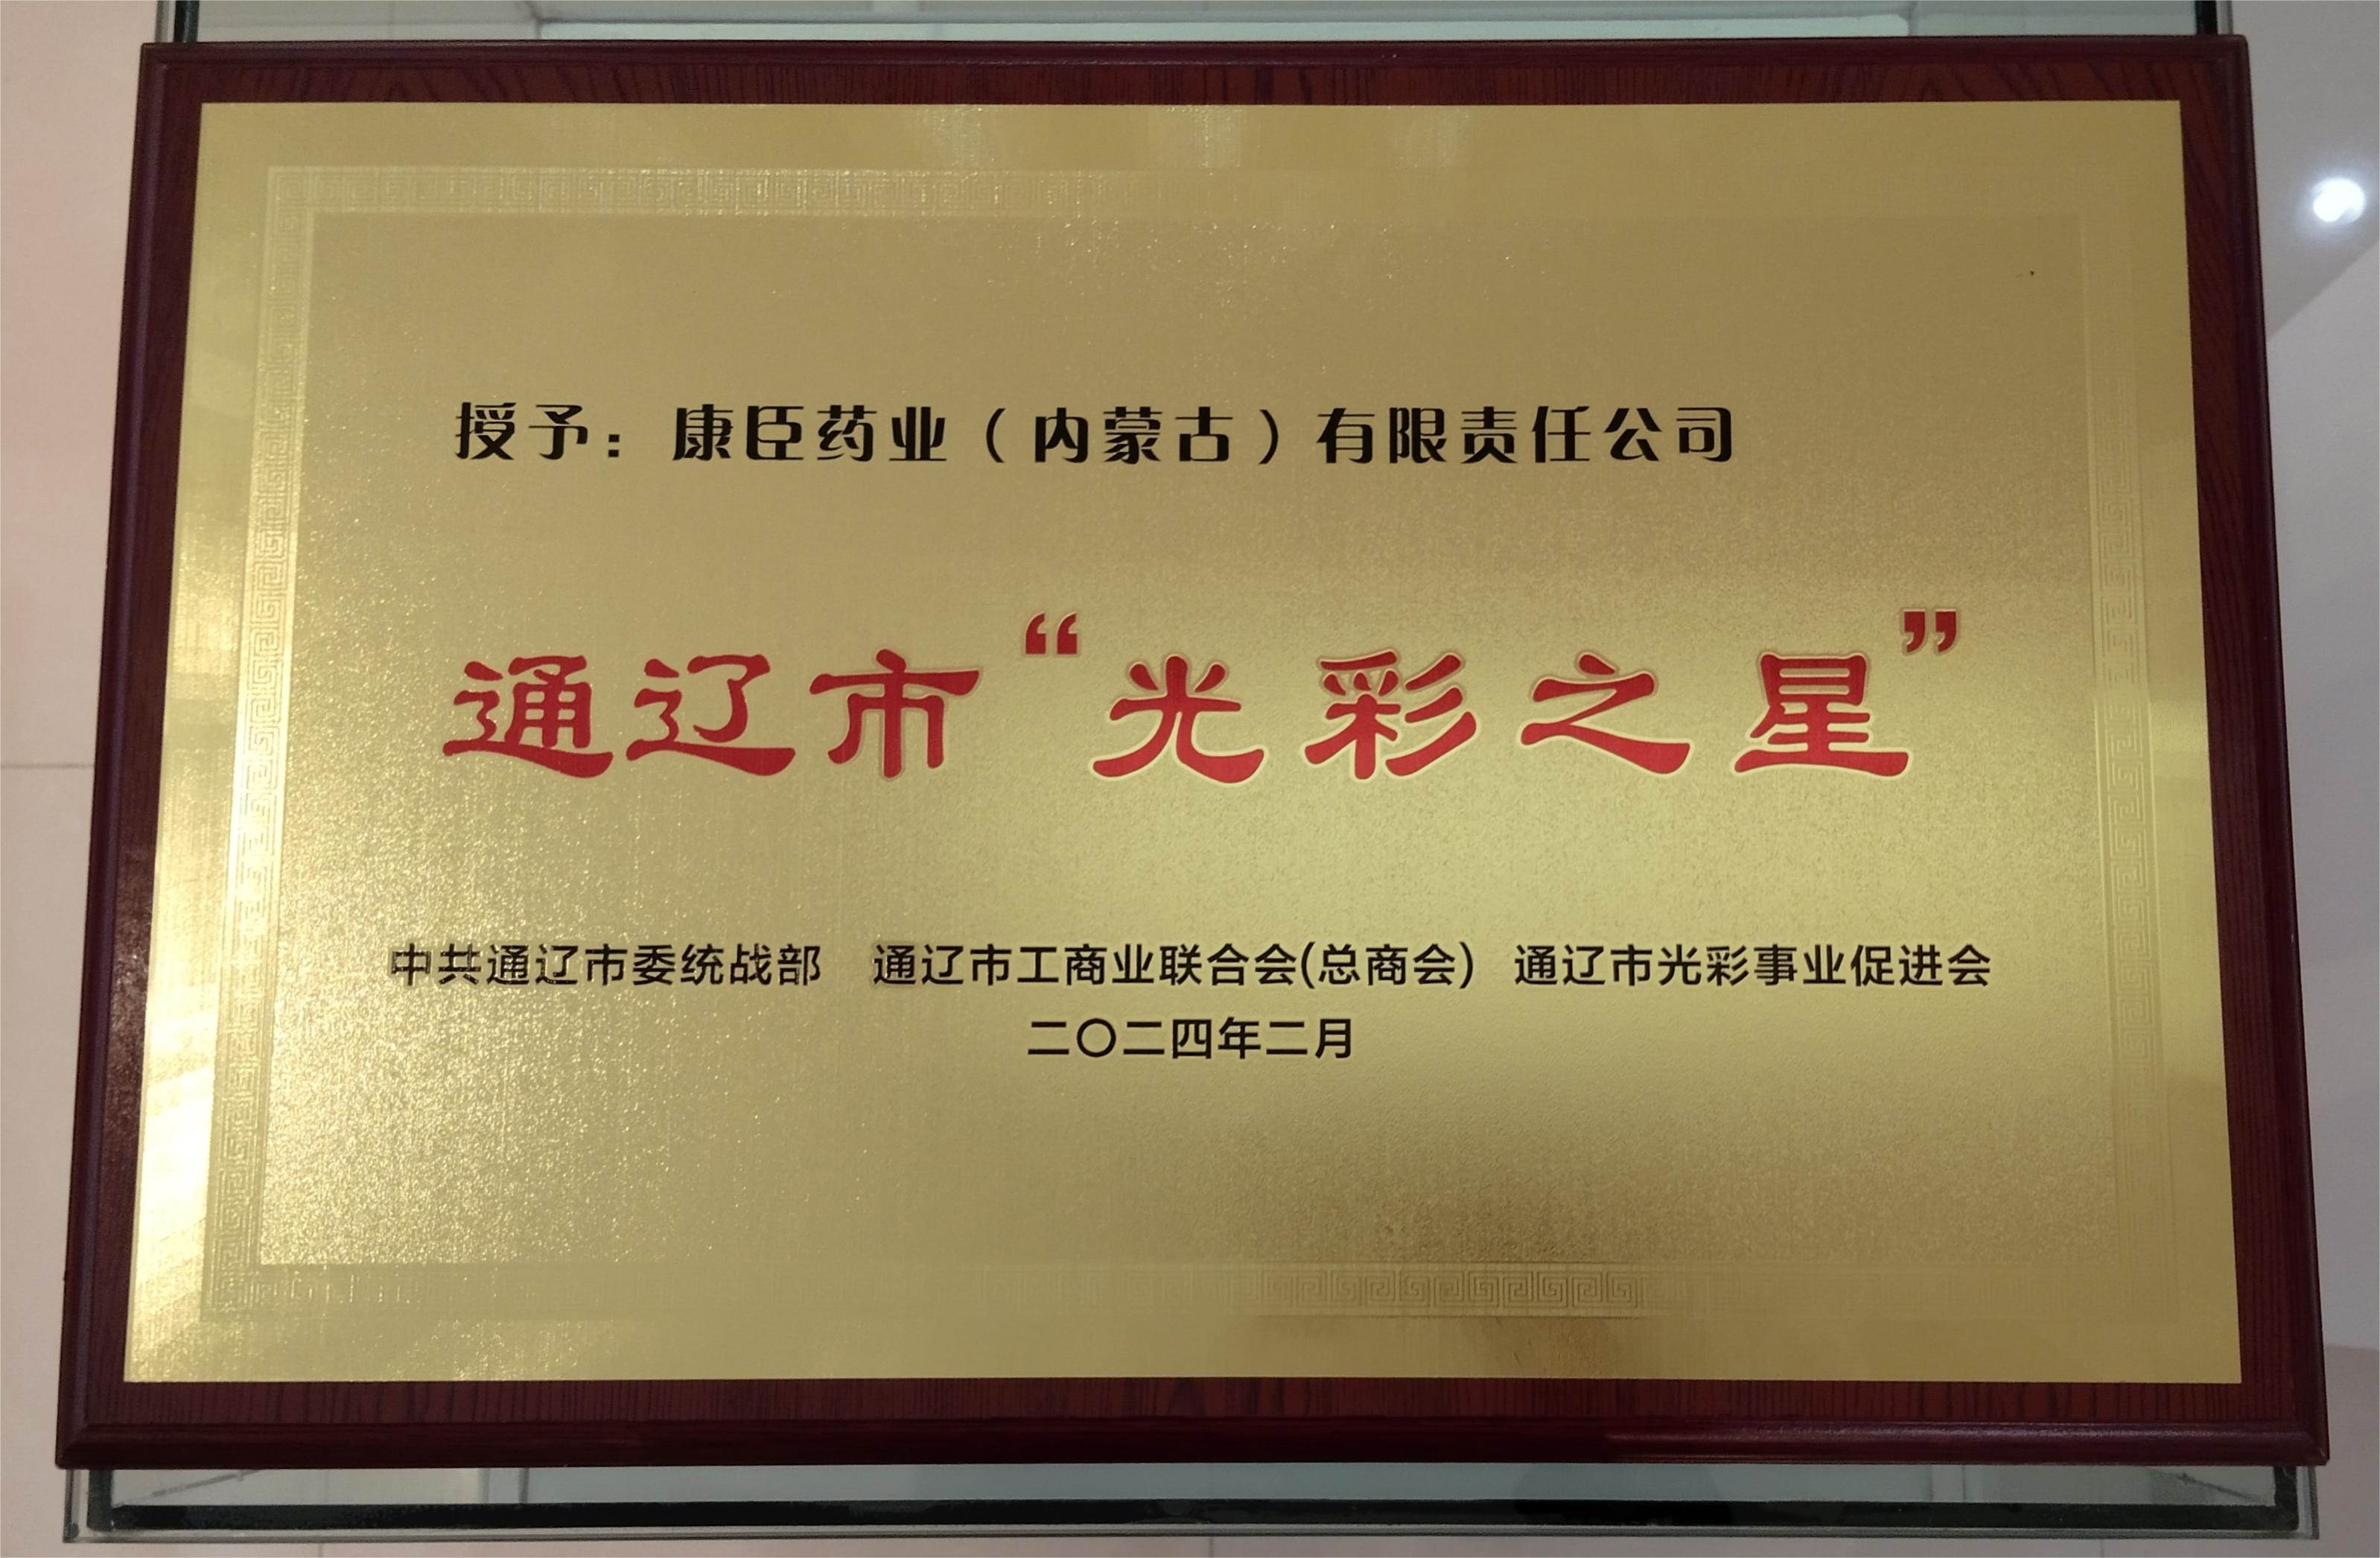 授予：康臣药业（内蒙古）有限责任公司
通辽市“光彩之星”
中共通辽市委统战部 通辽市工商业联合会(总商会) 通辽市光彩事业促进会
二〇二四年二月